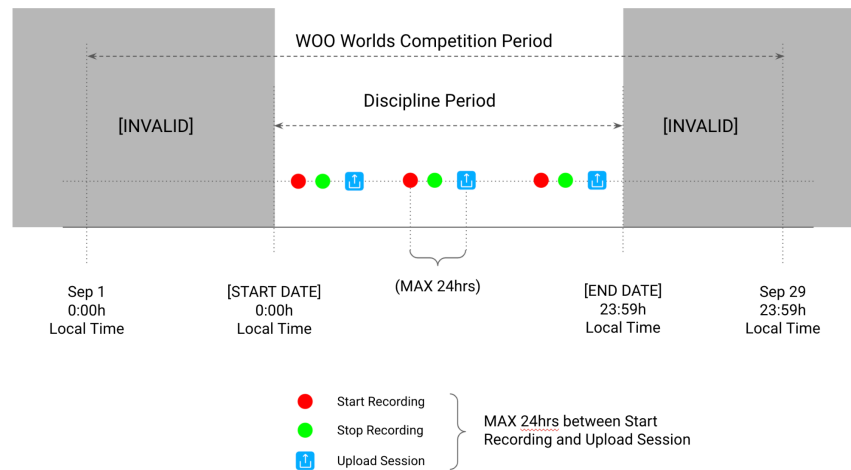 WOO Worlds Competition Period
Discipline Period
[INVALID]
[INVALID]
(MAX 24hrs)
Sep 1
0:00h
Local Time
[START DATE]
0:00h
Local Time
[END DATE]
23:59h
Local Time
Sep 29
23:59h
Local Time
Start Recording
Stop Recording
Upload Session
MAX 24hrs between Start
Recording and Upload Session